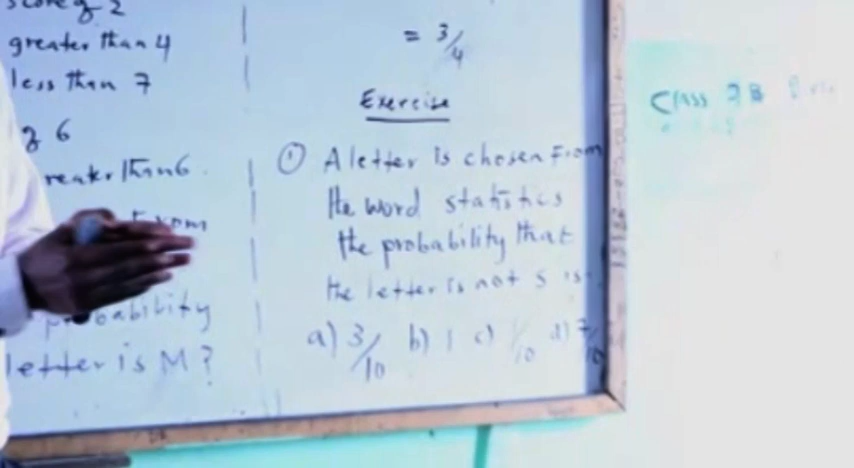 score of 2
greater than 4
less than 7
of 6
reater than 6.
From
probability
letter is M?
= 3/4
Exercise
① A letter is chosen From
the word statistics
the probability that
the letter is not s is
a) 3/10 b) 1 c) 1/10 d) 7/10
Class 9B